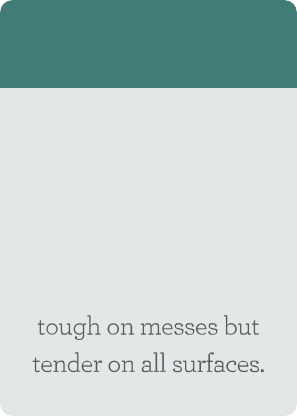 tough on messes but
tender on all surfaces.